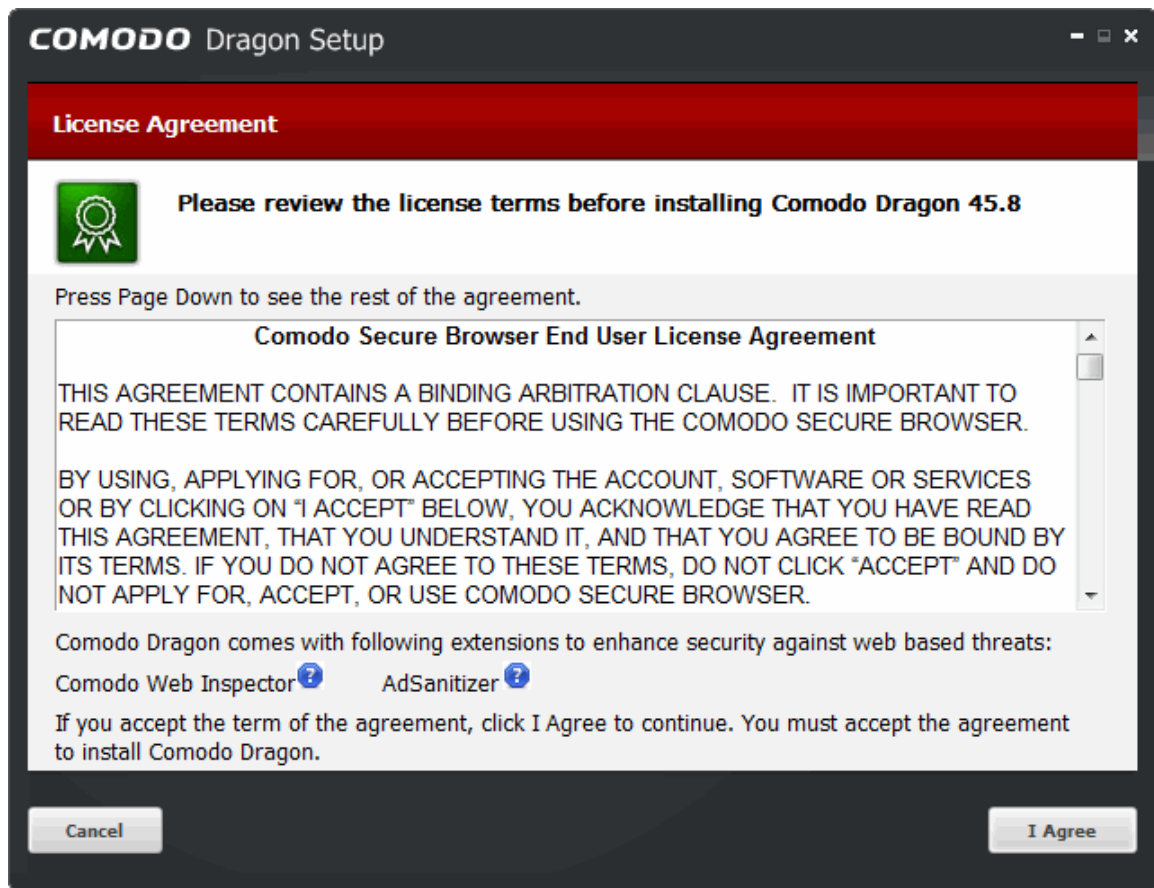 COMODO Dragon Setup
License Agreement
Please review the license terms before installing Comodo Dragon 45.8
Press Page Down to see the rest of the agreement.
Comodo Secure Browser End User License Agreement
THIS AGREEMENT CONTAINS A BINDING ARBITRATION CLAUSE.  IT IS IMPORTANT TO
READ THESE TERMS CAREFULLY BEFORE USING THE COMODO SECURE BROWSER.
BY USING, APPLYING FOR, OR ACCEPTING THE ACCOUNT, SOFTWARE OR SERVICES
OR BY CLICKING ON “I ACCEPT” BELOW, YOU ACKNOWLEDGE THAT YOU HAVE READ
THIS AGREEMENT, THAT YOU UNDERSTAND IT, AND THAT YOU AGREE TO BE BOUND BY
ITS TERMS. IF YOU DO NOT AGREE TO THESE TERMS, DO NOT CLICK “ACCEPT” AND DO
NOT APPLY FOR, ACCEPT, OR USE COMODO SECURE BROWSER.
Comodo Dragon comes with following extensions to enhance security against web based threats:
Comodo Web Inspector ? AdSanitizer ?
If you accept the term of the agreement, click I Agree to continue. You must accept the agreement
to install Comodo Dragon.
Cancel I Agree